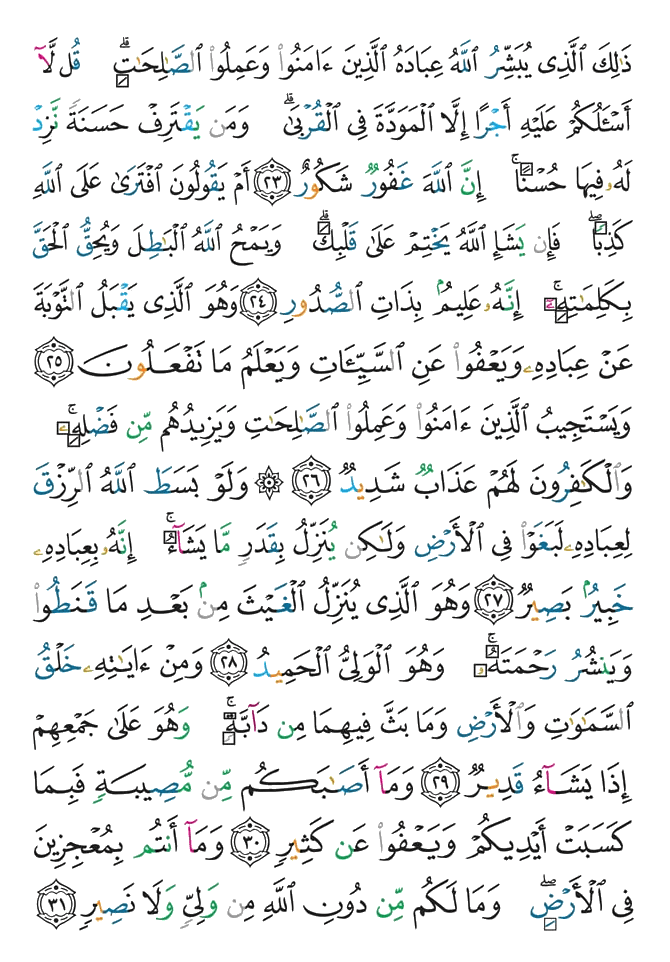 ذَٰلِكَ ٱلَّذِى يُبَشِّرُ ٱللَّهُ عِبَادَهُ ٱلَّذِينَ ءَامَنُوا۟ وَعَمِلُوا۟ ٱلصَّـٰلِحَـٰتِ ۗ قُل لَّآ
أَسْـَٔلُكُمْ عَلَيْهِ أَجْرًا إِلَّا ٱلْمَوَدَّةَ فِى ٱلْقُرْبَىٰ ۗ وَمَن يَقْتَرِفْ حَسَنَةً نَّزِدْ
لَهُۥ فِيهَا حُسْنًا ۚ إِنَّ ٱللَّهَ غَفُورٌ شَكُورٌ ٢٣ أَمْ يَقُولُونَ ٱفْتَرَىٰ عَلَى ٱللَّهِ
كَذِبًا ۖ فَإِن يَشَإِ ٱللَّهُ يَخْتِمْ عَلَىٰ قَلْبِكَ ۗ وَيَمْحُ ٱللَّهُ ٱلْبَـٰطِلَ وَيُحِقُّ ٱلْحَقَّ
بِكَلِمَـٰتِهِۦٓ ۚ إِنَّهُۥ عَلِيمٌۢ بِذَاتِ ٱلصُّدُورِ ٢٤ وَهُوَ ٱلَّذِى يَقْبَلُ ٱلتَّوْبَةَ
عَنْ عِبَادِهِۦ وَيَعْفُوا۟ عَنِ ٱلسَّيِّـَٔاتِ وَيَعْلَمُ مَا تَفْعَلُونَ ٢٥
وَيَسْتَجِيبُ ٱلَّذِينَ ءَامَنُوا۟ وَعَمِلُوا۟ ٱلصَّـٰلِحَـٰتِ وَيَزِيدُهُم مِّن فَضْلِهِۦ ۚ
وَٱلْكَـٰفِرُونَ لَهُمْ عَذَابٌ شَدِيدٌ ٢٦ ۞ وَلَوْ بَسَطَ ٱللَّهُ ٱلرِّزْقَ
لِعِبَادِهِۦ لَبَغَوْا۟ فِى ٱلْأَرْضِ وَلَـٰكِن يُنَزِّلُ بِقَدَرٍ مَّا يَشَآءُ ۚ إِنَّهُۥ بِعِبَادِهِۦ
خَبِيرٌۢ بَصِيرٌ ٢٧ وَهُوَ ٱلَّذِى يُنَزِّلُ ٱلْغَيْثَ مِنۢ بَعْدِ مَا قَنَطُوا۟
وَيَنشُرُ رَحْمَتَهُۥ ۚ وَهُوَ ٱلْوَلِىُّ ٱلْحَمِيدُ ٢٨ وَمِنْ ءَايَـٰتِهِۦ خَلْقُ
ٱلسَّمَـٰوَٰتِ وَٱلْأَرْضِ وَمَا بَثَّ فِيهِمَا مِن دَآبَّةٍ ۚ وَهُوَ عَلَىٰ جَمْعِهِمْ
إِذَا يَشَآءُ قَدِيرٌ ٢٩ وَمَآ أَصَـٰبَكُم مِّن مُّصِيبَةٍ فَبِمَا
كَسَبَتْ أَيْدِيكُمْ وَيَعْفُوا۟ عَن كَثِيرٍ ٣٠ وَمَآ أَنتُم بِمُعْجِزِينَ
فِى ٱلْأَرْضِ ۖ وَمَا لَكُم مِّن دُونِ ٱللَّهِ مِن وَلِىٍّ وَلَا نَصِيرٍ ٣١